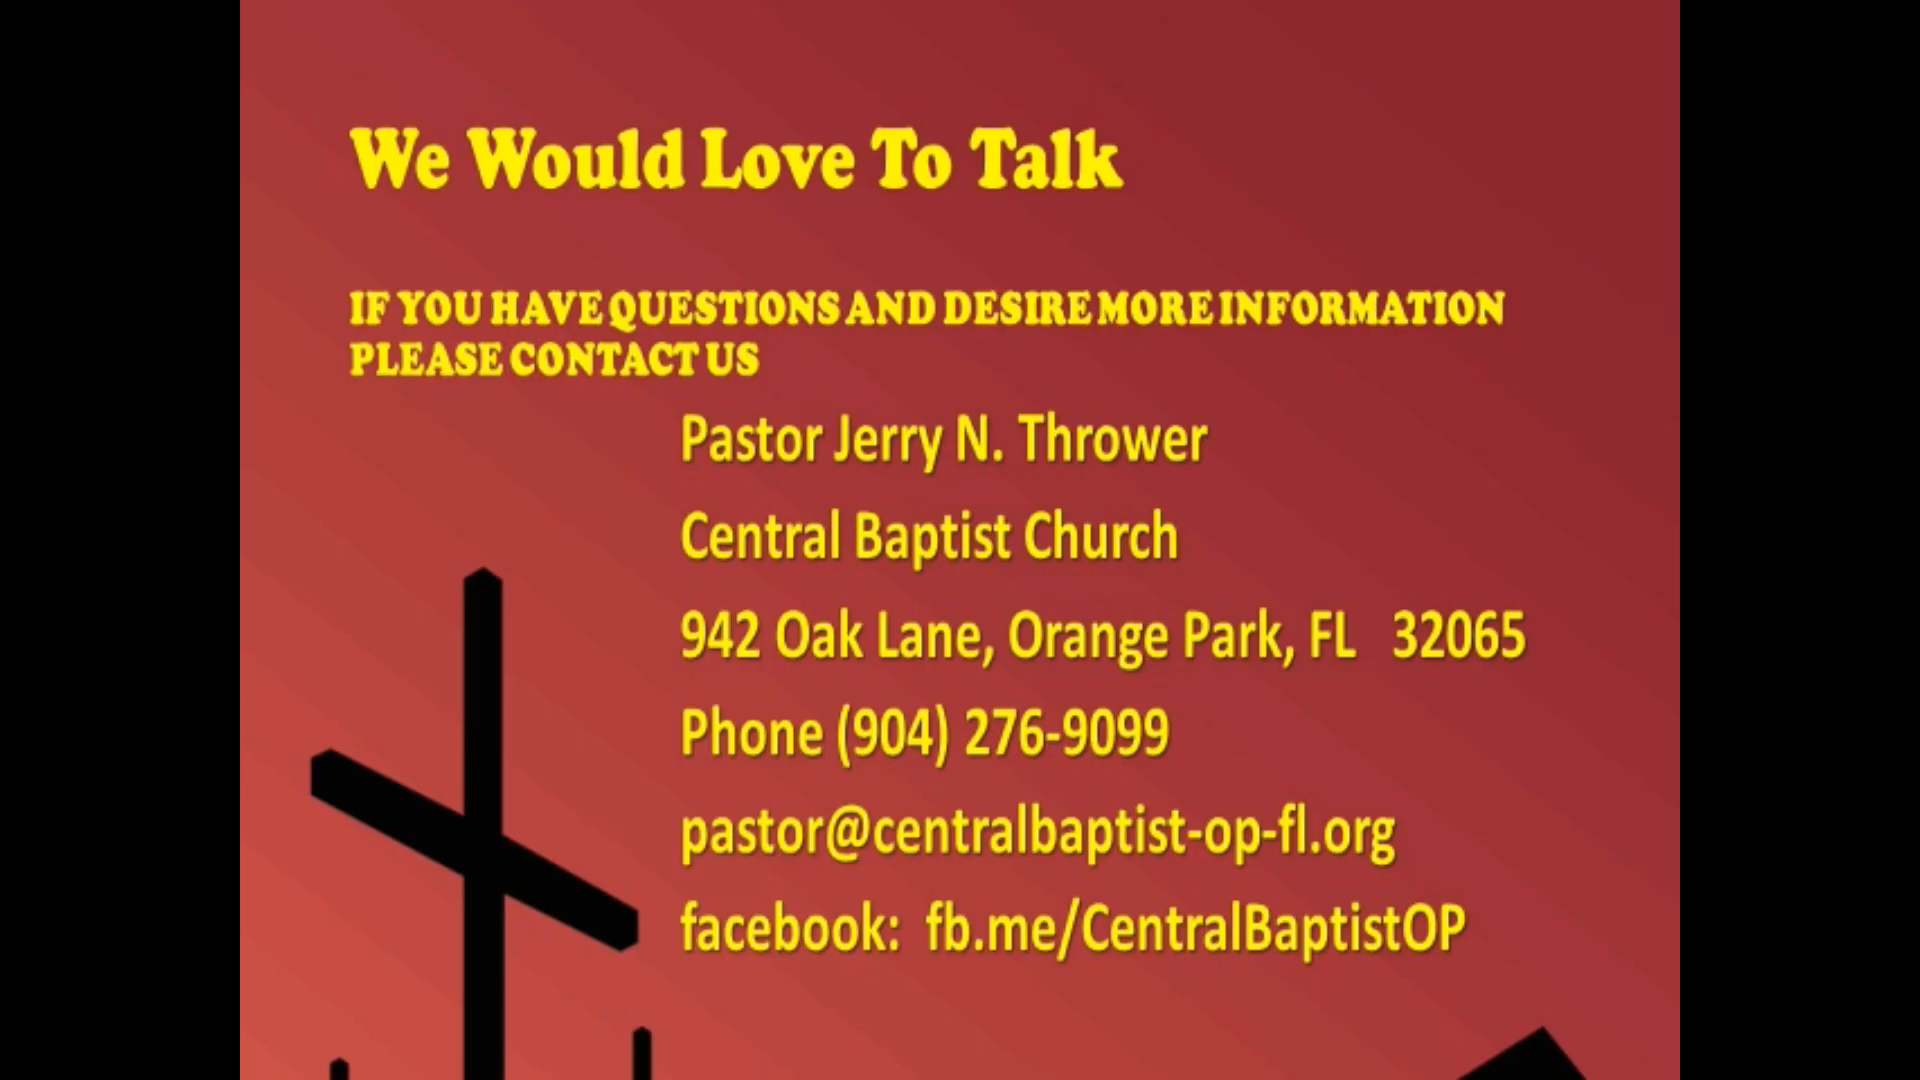 We Would Love To Talk
IF YOU HAVE QUESTIONS AND DESIRE MORE INFORMATION
PLEASE CONTACT US
Pastor Jerry N. Thrower
Central Baptist Church
942 Oak Lane, Orange Park, FL 32065
Phone (904) 276-9099
pastor@centralbaptist-op-fl.org
facebook: fb.me/CentralBaptistOP